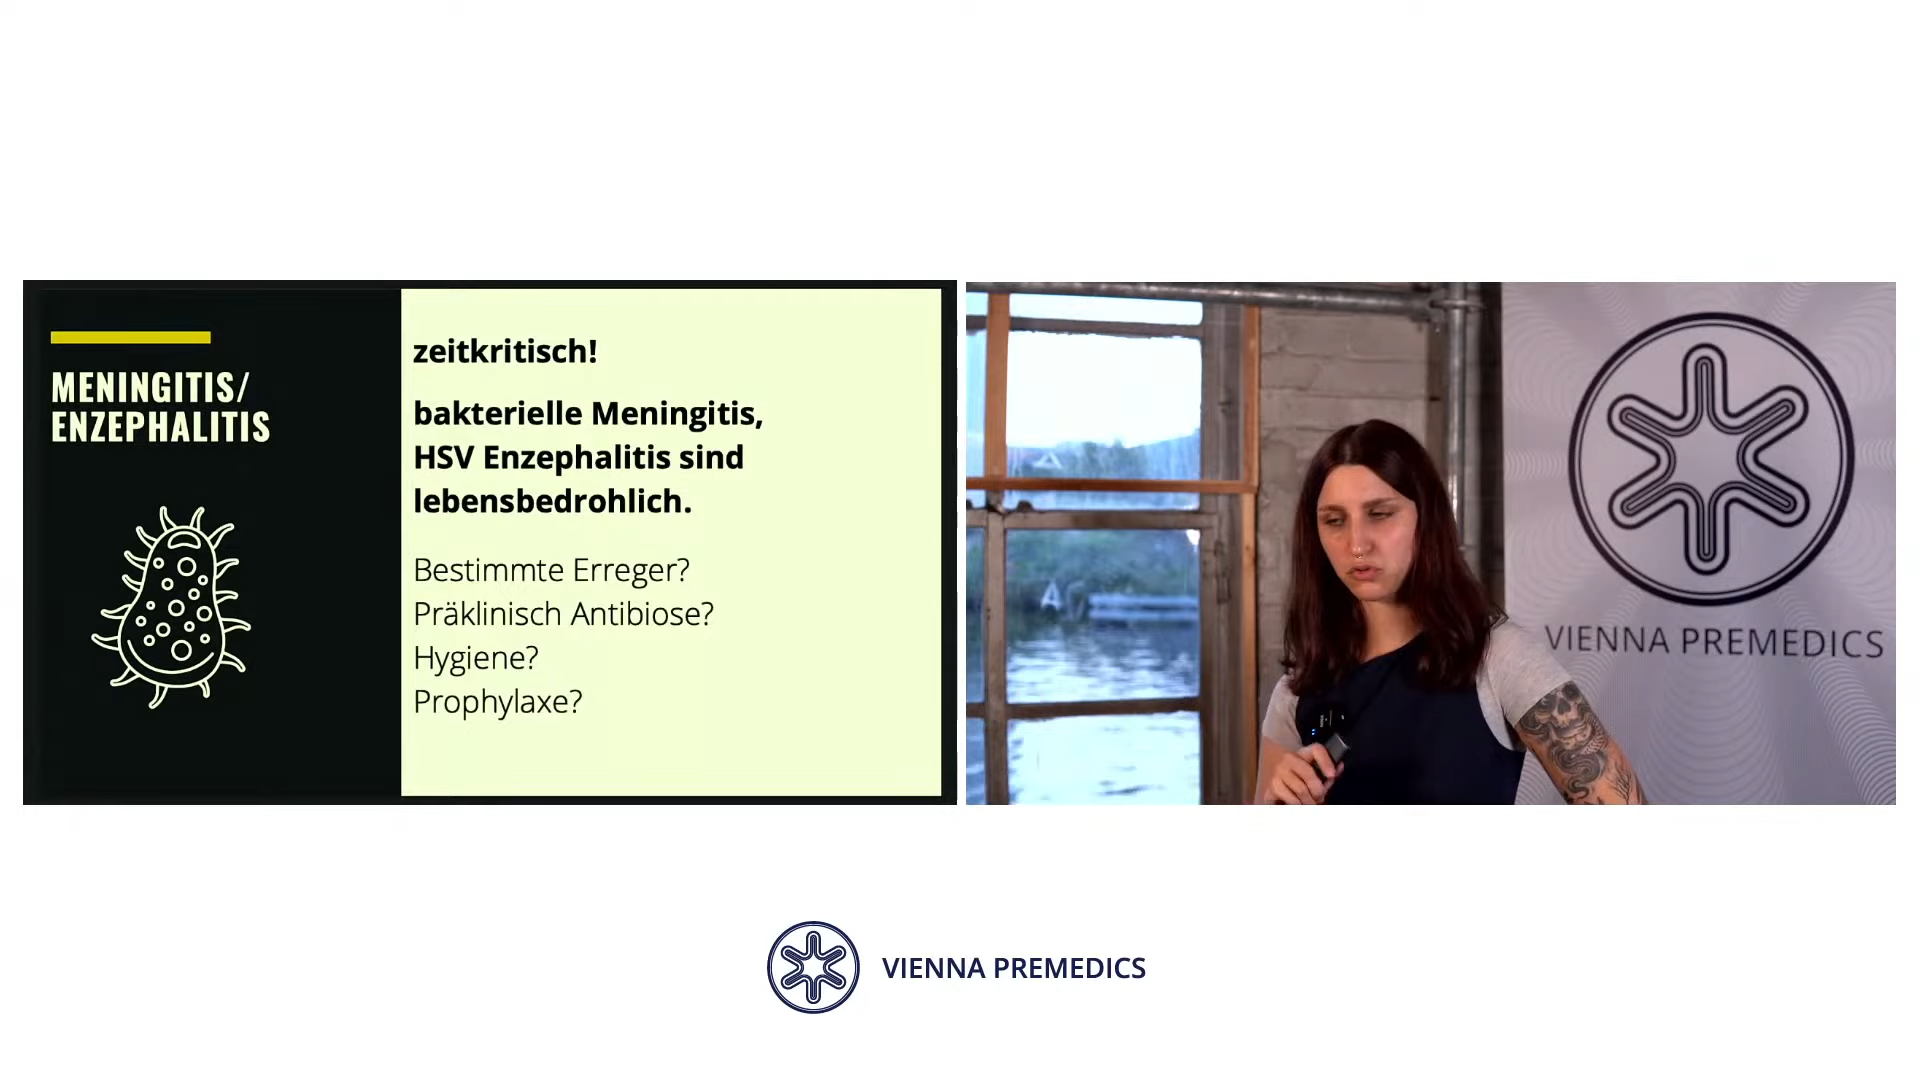 MENINGITIS/
ENZEPHALITIS
zeitkritisch!
bakterielle Meningitis,
HSV Enzephalitis sind
lebensbedrohlich.
Bestimmte Erreger?
Präklinisch Antibiose?
Hygiene?
Prophylaxe?
VIENNA PREMEDICS
VIENNA PREMEDICS